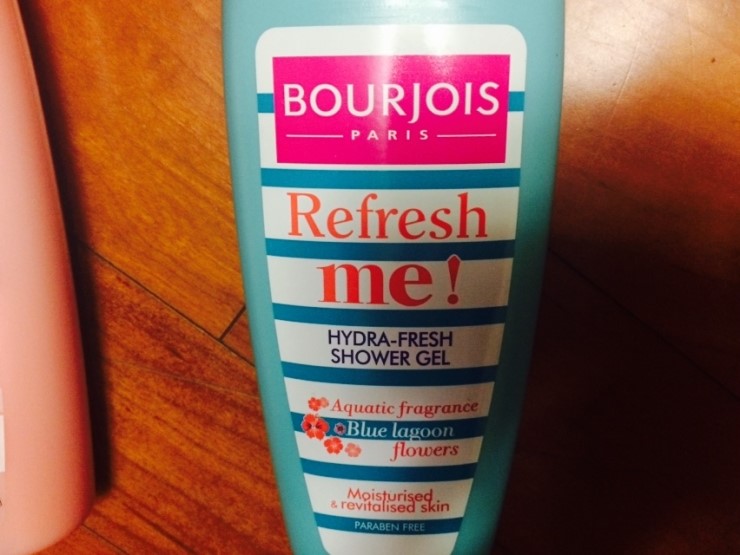 BOURJOIS
PARIS
Refresh
me!
HYDRA-FRESH
SHOWER GEL
Aquatic fragrance
Blue lagoon
flowers
Moisturised
& revitalised skin
PARABEN FREE